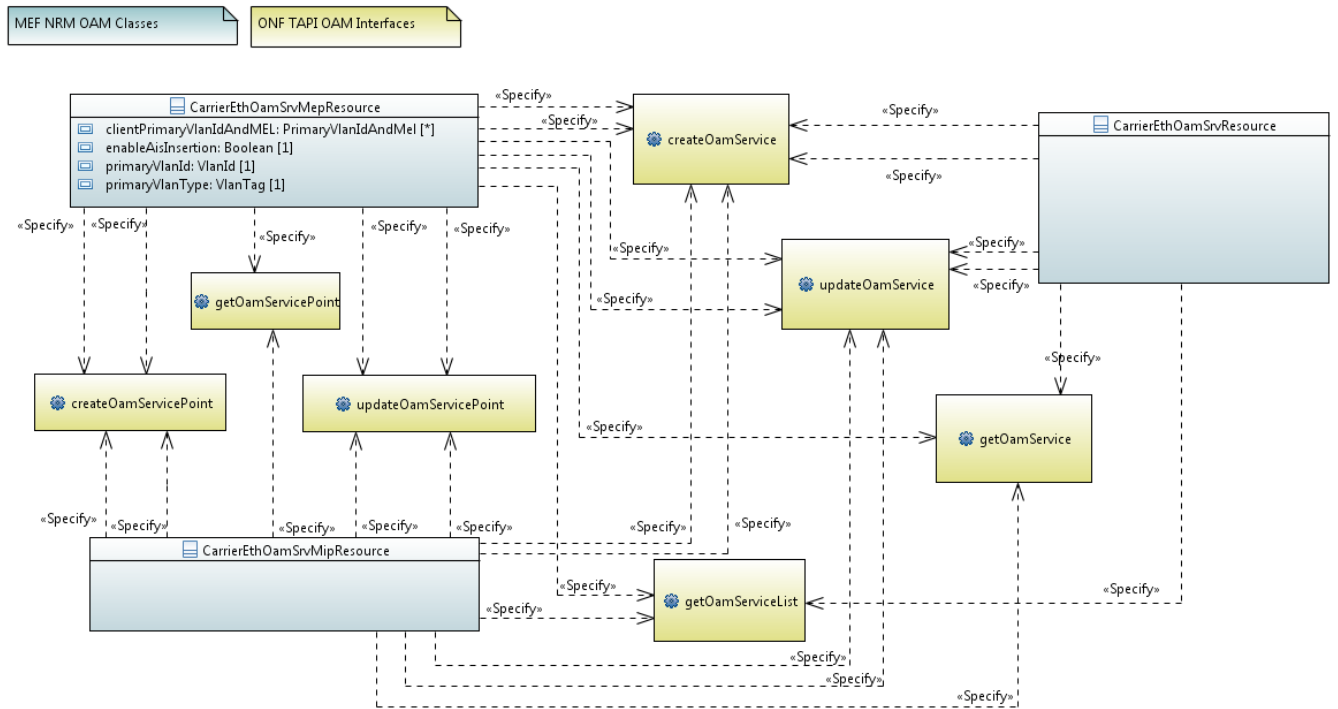 MEF NRM OAM Classes
ONF TAPI OAM Interfaces
CarrierEthOamSrvMepResource
clientPrimaryVlanIdAndMEL: PrimaryVlanIdAndMel [*]
enableAisInsertion: Boolean [1]
primaryVlanId: VlanId [1]
primaryVlanType: VlanTag [1]
«Specify»
«Specify»
createOamService
«Specify»
«Specify»
CarrierEthOamSrvResource
«Specify»
«Specify»
«Specify»
«Specify»
«Specify»
«Specify»
«Specify»
updateOamService
«Specify»
«Specify»
getOamServicePoint
«Specify»
«Specify»
createOamServicePoint
updateOamServicePoint
«Specify»
getOamService
«Specify»
«Specify»
«Specify»
«Specify»
«Specify»
«Specify»
«Specify»
CarrierEthOamSrvMipResource
«Specify»
«Specify»
getOamServiceList
«Specify»
«Specify»
«Specify»
«Specify»